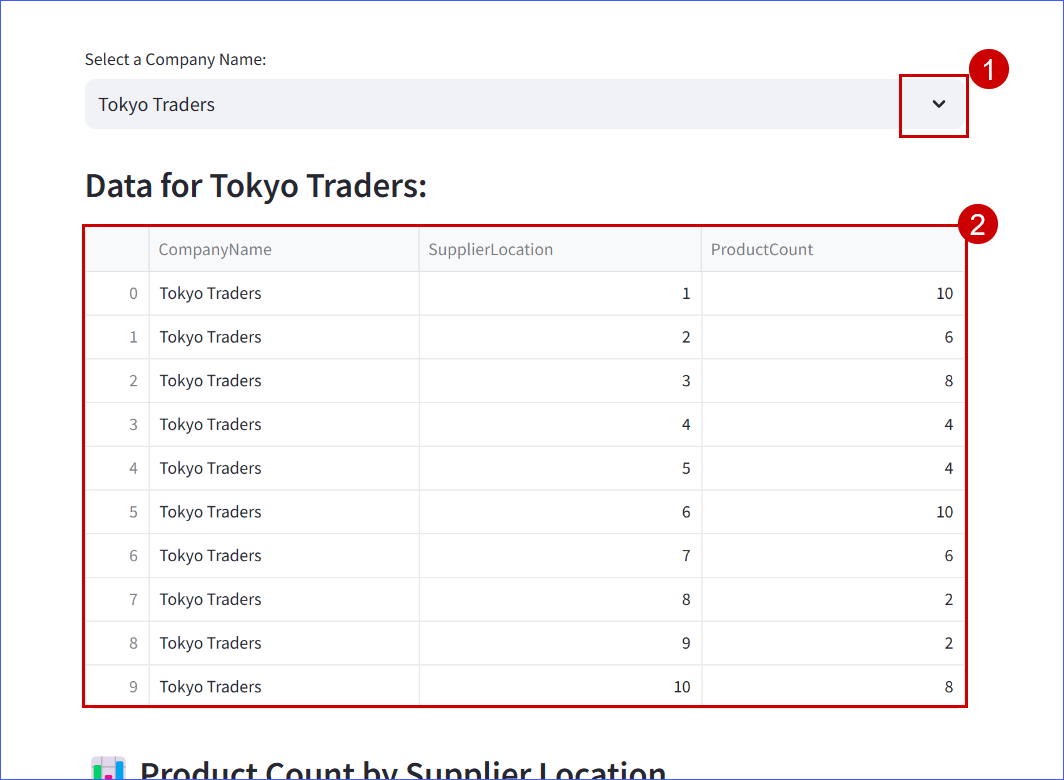 Select a Company Name:
1
Tokyo Traders
Data for Tokyo Traders:
2
CompanyName SupplierLocation ProductCount
0 Tokyo Traders 1 10
1 Tokyo Traders 2 6
2 Tokyo Traders 3 8
3 Tokyo Traders 4 4
4 Tokyo Traders 5 4
5 Tokyo Traders 6 10
6 Tokyo Traders 7 6
7 Tokyo Traders 8 2
8 Tokyo Traders 9 2
9 Tokyo Traders 10 8
Product Count by Supplier Location